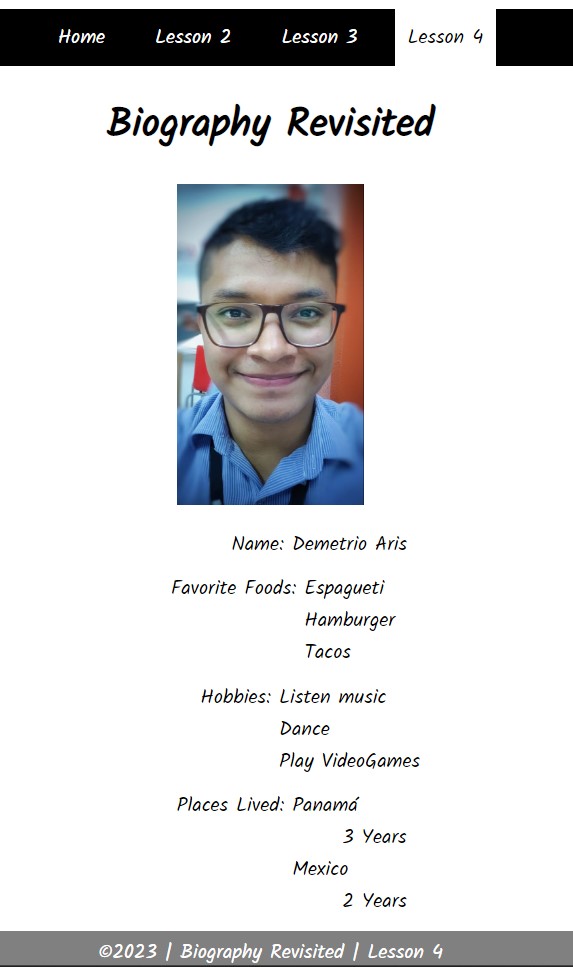 Home Lesson 2 Lesson 3 Lesson 4
Biography Revisited
Name: Demetrio Aris
Favorite Foods: Espagueti
Hamburger
Tacos
Hobbies: Listen music
Dance
Play VideoGames
Places Lived: Panamá
3 Years
Mexico
2 Years
©2023 | Biography Revisited | Lesson 4